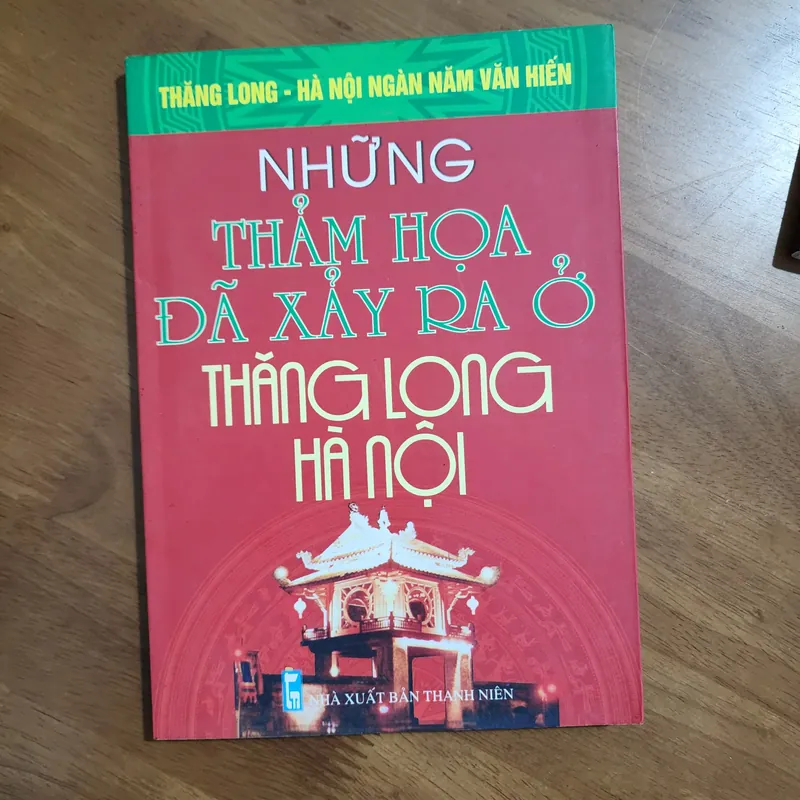 THĂNG LONG - HÀ NỘI NGÀN NĂM VĂN HIẾN
NHỮNG
THẢM HỌA
ĐÃ XẢY RA Ở
THĂNG LONG
HÀ NỘI
NHÀ XUẤT BẢN THANH NIÊN